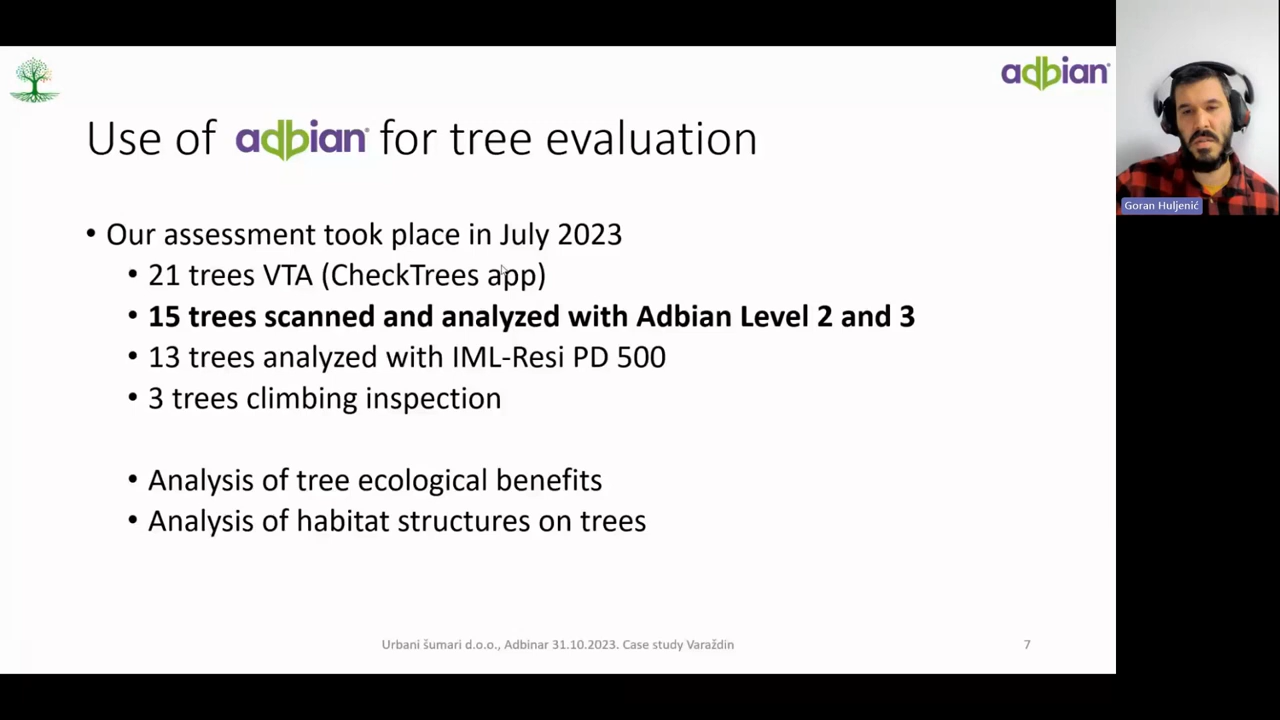 adbian
Use of adbian for tree evaluation
• Our assessment took place in July 2023
• 21 trees VTA (CheckTrees app)
• 15 trees scanned and analyzed with Adbian Level 2 and 3
• 13 trees analyzed with IML-Resi PD 500
• 3 trees climbing inspection
• Analysis of tree ecological benefits
• Analysis of habitat structures on trees
Urbani šumari d.o.o., Adbinar 31.10.2023. Case study Varaždin
7
Goran Huljenić